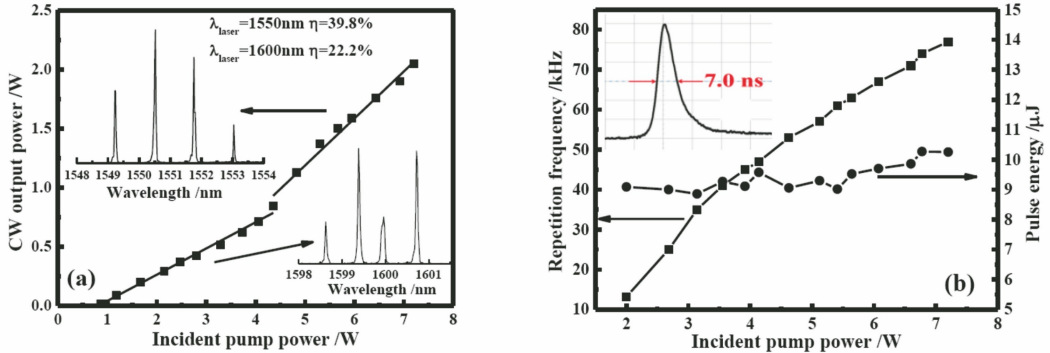 λlaser=1550nm η=39.8%
λlaser=1600nm η=22.2%
CW output power /W
2.5
2.0
1.5
1.0
0.5
0.0
1548 1549 1550 1551 1552 1553 1554
Wavelength /nm
1598 1599 1600 1601
Wavelength /nm
(a)
0 1 2 3 4 5 6 7 8
Incident pump power /W
Repetition frequency /kHz
80
70
60
50
40
30
20
10
7.0 ns
15
14
13
12
11
10
9
8
7
6
5
Pulse energy /μJ
(b)
2 3 4 5 6 7 8
Incident pump power /W